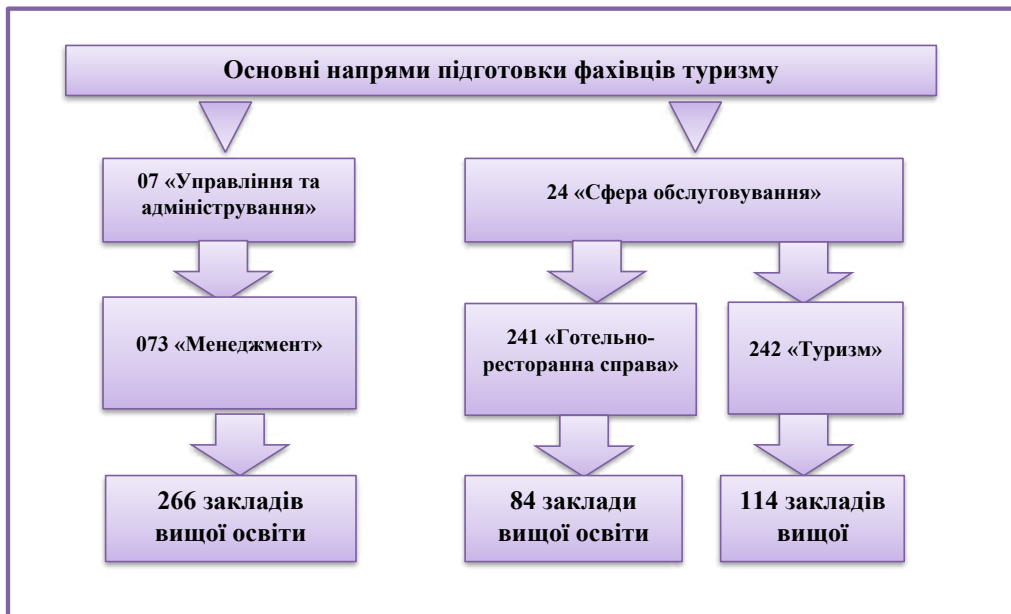 Основні напрями підготовки фахівців туризму
07 «Управління та
адміністрування»
24 «Сфера обслуговування»
073 «Менеджмент»
241 «Готельно-
ресторанна справа»
242 «Туризм»
266 закладів
вищої освіти
84 заклади
вищої освіти
114 закладів
вищої